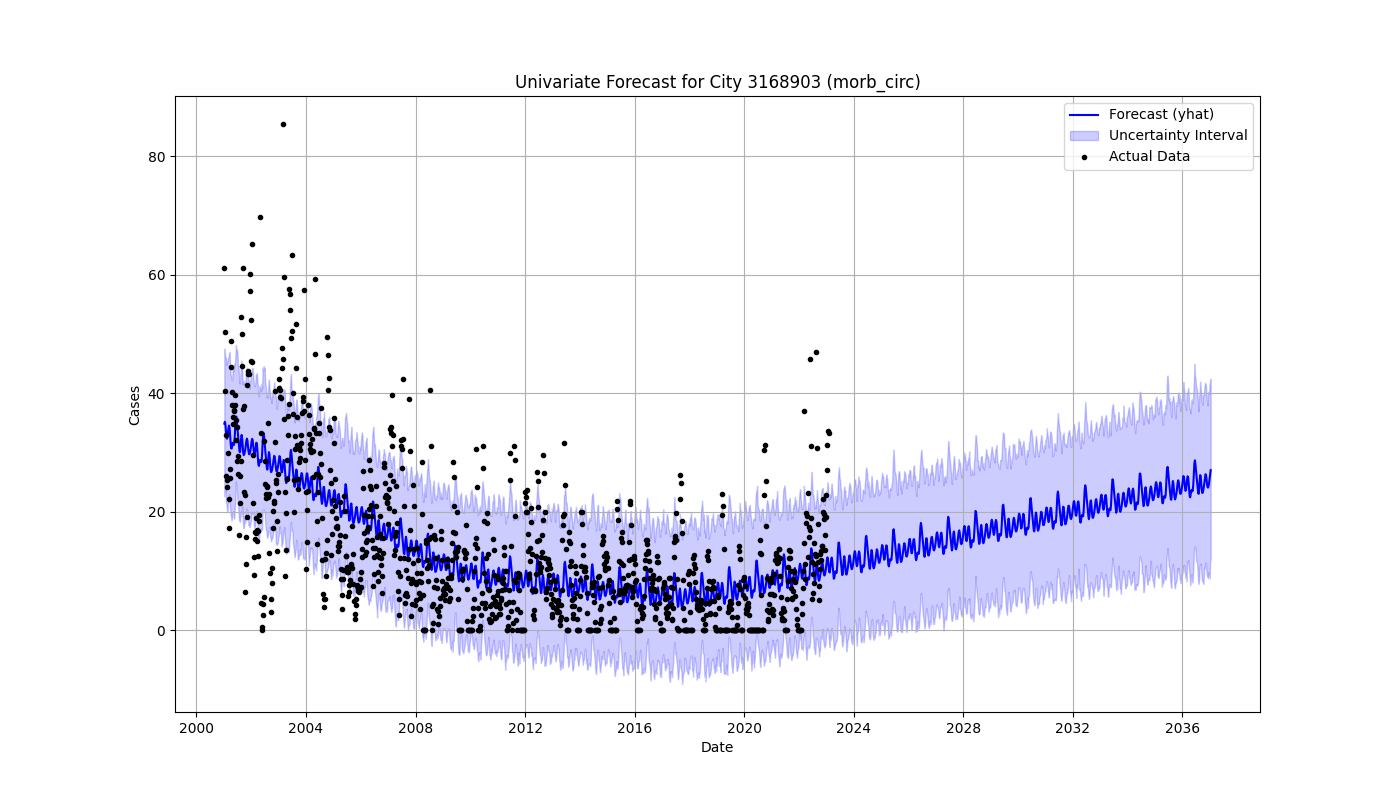 Univariate Forecast for City 3168903 (morb_circ)
Forecast (yhat)
Uncertainty Interval
Actual Data
80
60
40
20
0
Cases
2000 2004 2008 2012 2016 2020 2024 2028 2032 2036
Date